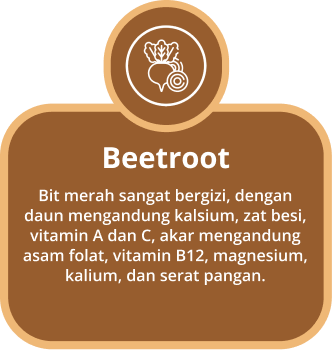 Beetroot
Bit merah sangat bergizi, dengan
daun mengandung kalsium, zat besi,
vitamin A dan C, akar mengandung
asam folat, vitamin B12, magnesium,
kalium, dan serat pangan.